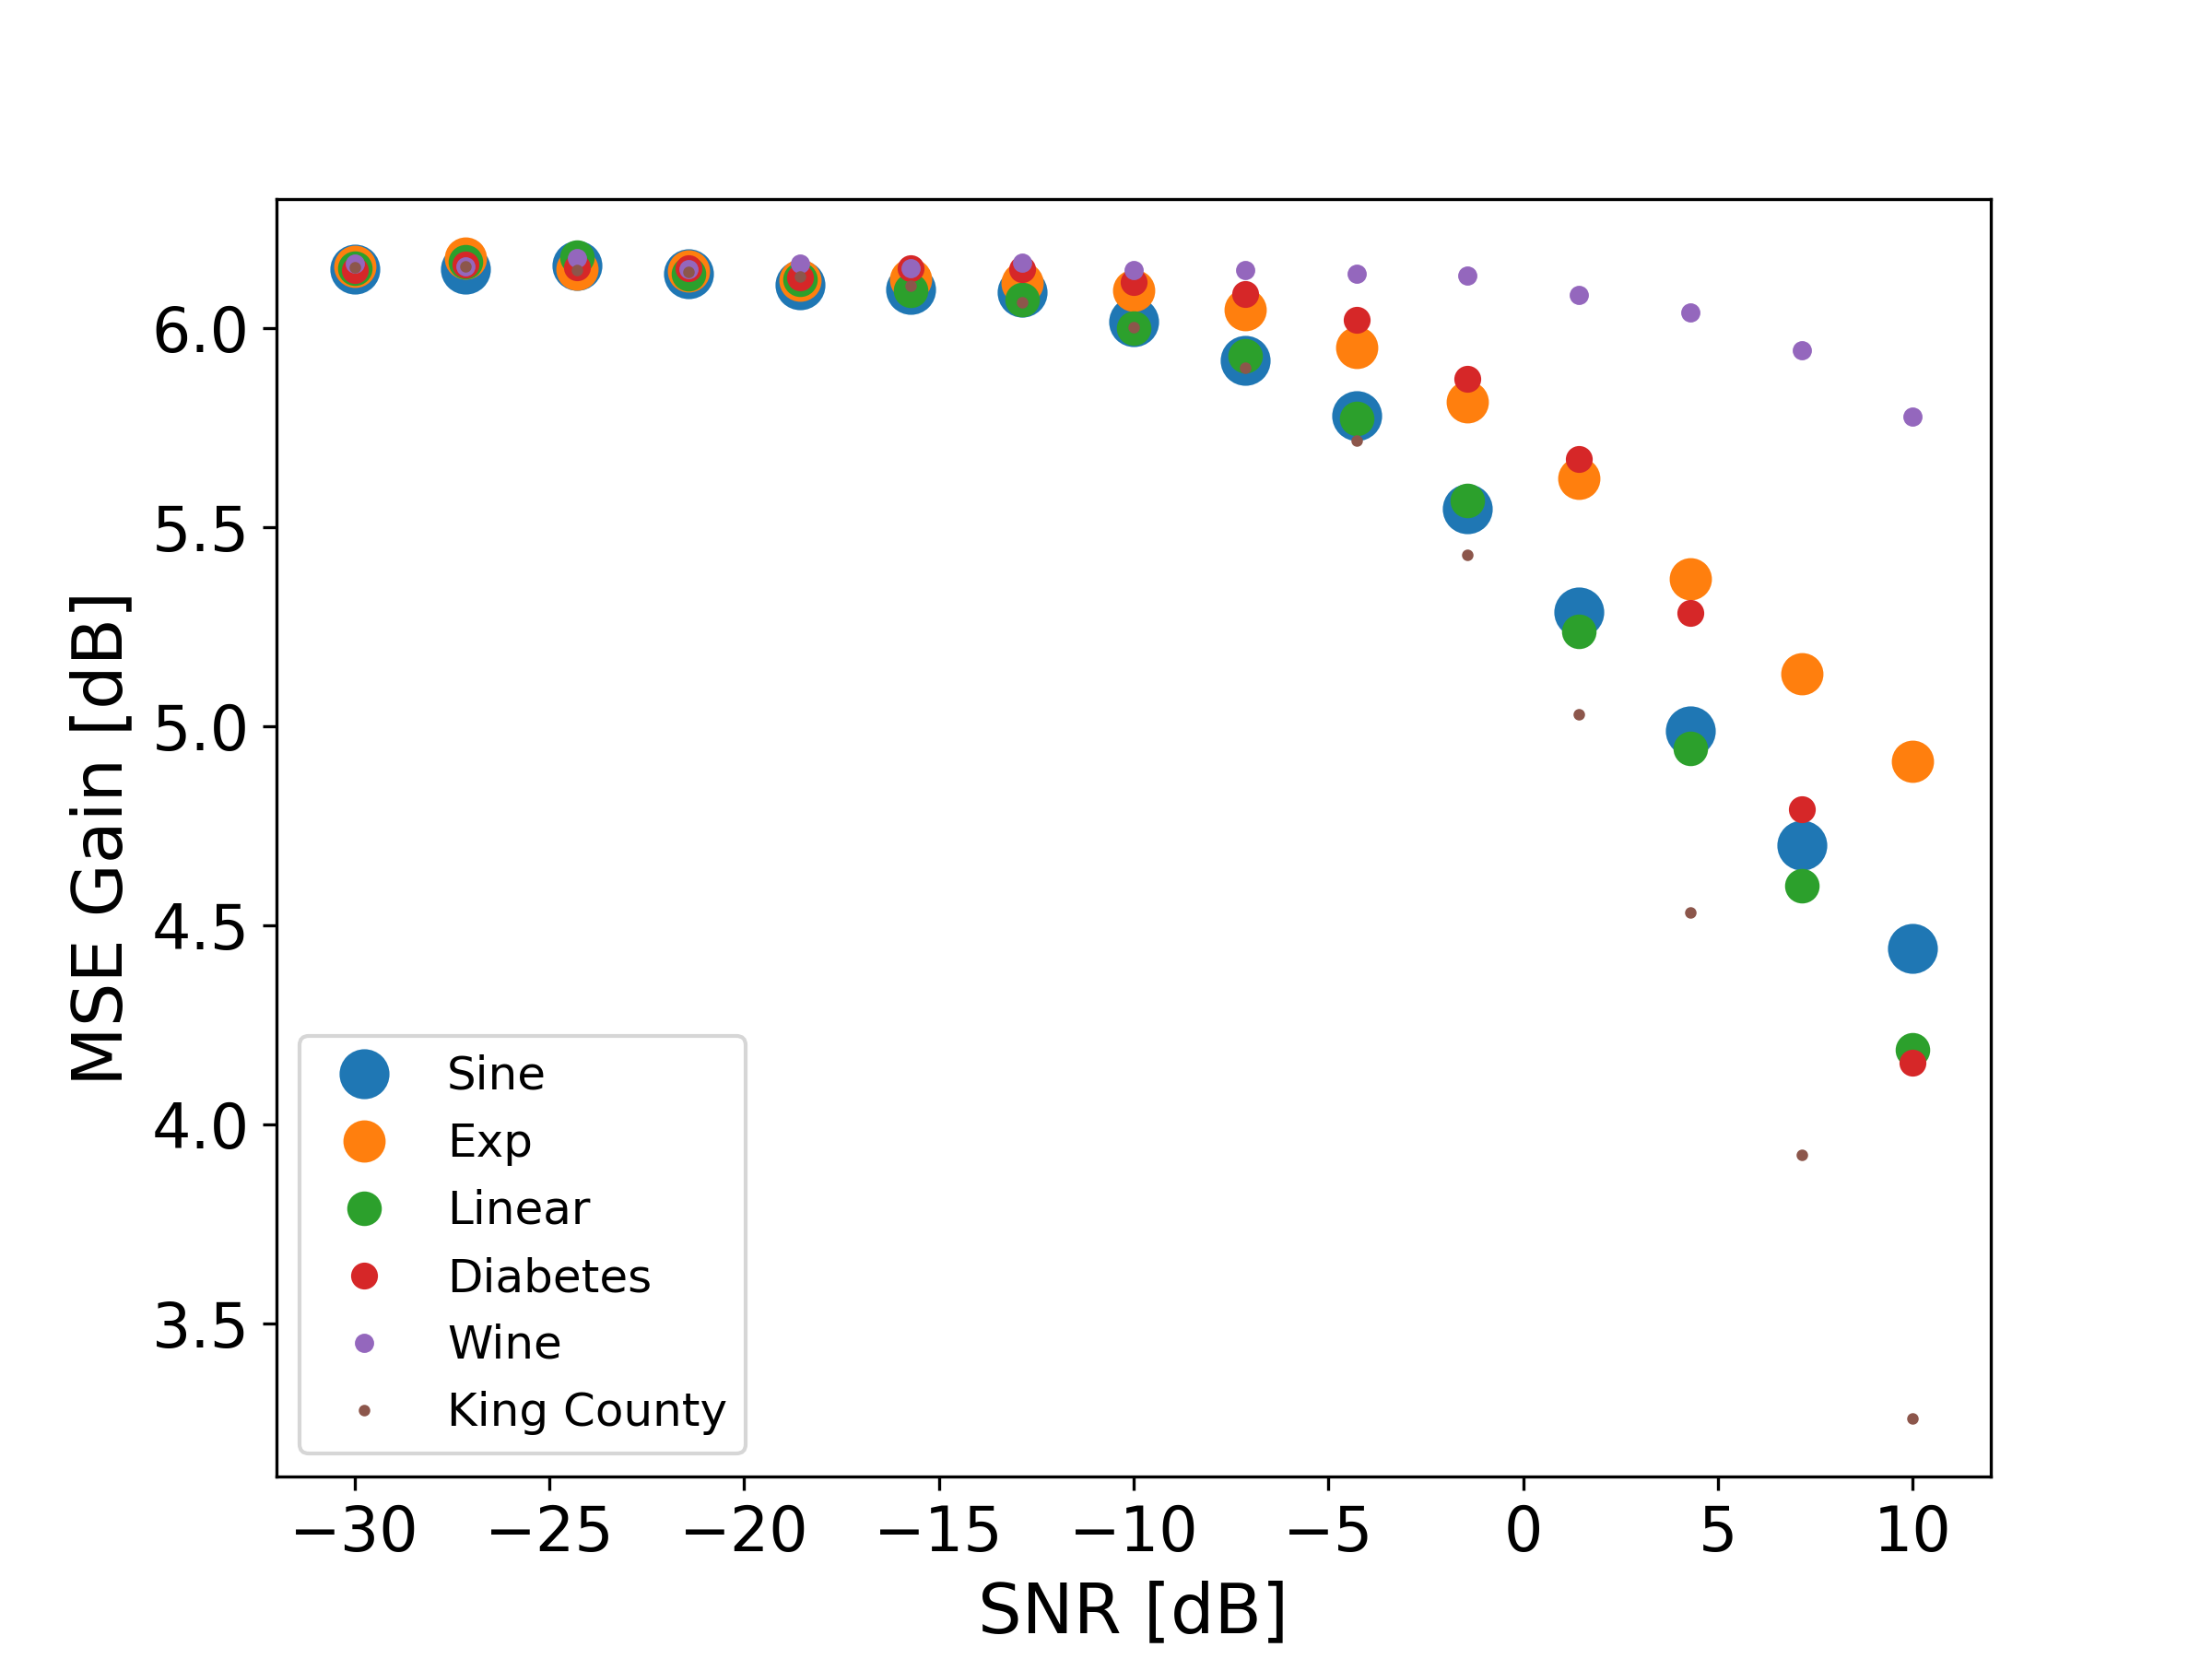 MSE Gain [dB]
6.0
5.5
5.0
4.5
4.0
3.5
Sine
Exp
Linear
Diabetes
Wine
King County
−30 −25 −20 −15 −10 −5 0 5 10
SNR [dB]